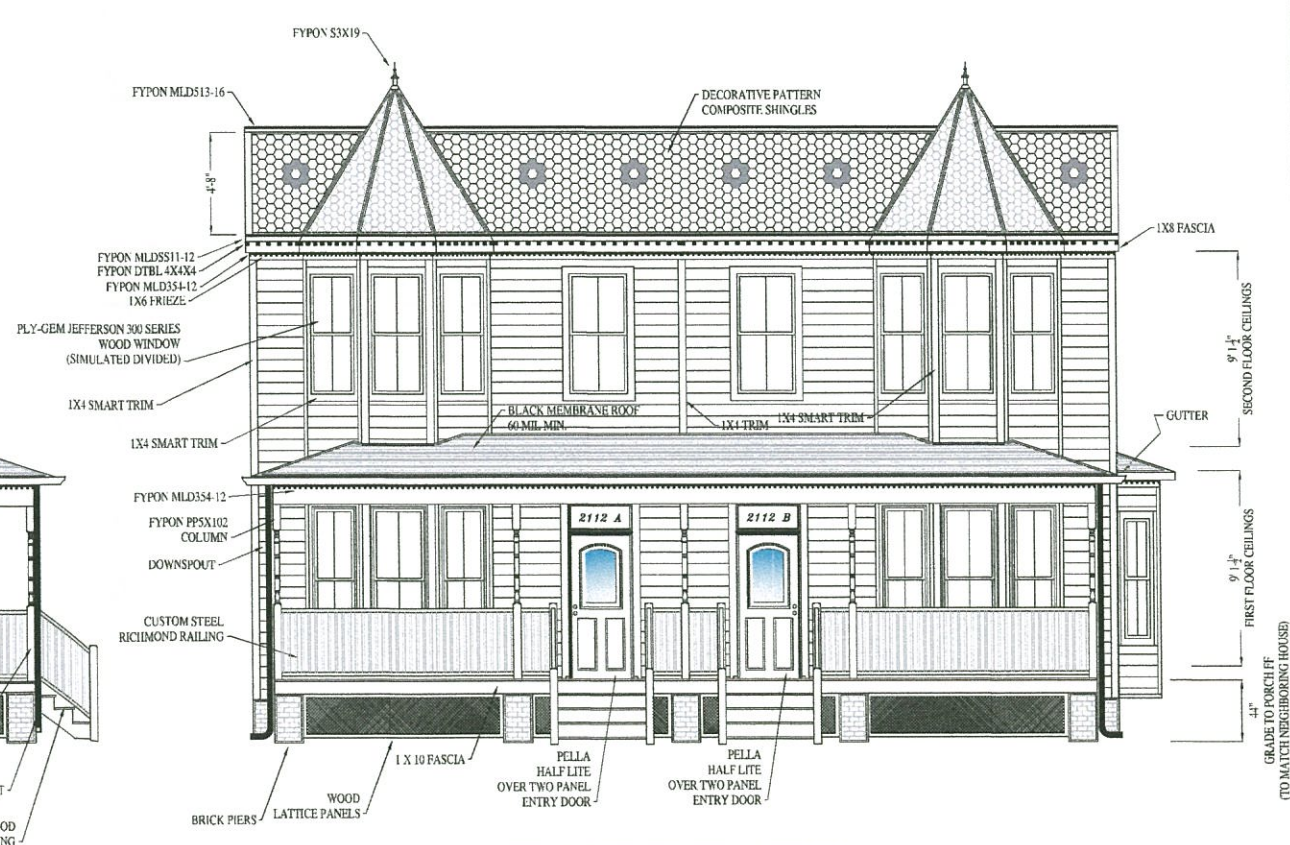 FYPON S3X19
FYPON MLD513-16
DECORATIVE PATTERN
COMPOSITE SHINGLES
4'-8"
1X8 FASCIA
FYPON MLD5511-12
FYPON DTBL 4X4X4
FYPON MLD354-12
1X6 FRIEZE
PLY-GEM JEFFERSON 300 SERIES
WOOD WINDOW
(SIMULATED DIVIDED)
9' 1½"
SECOND FLOOR CEILINGS
1X4 SMART TRIM
1X4 SMART TRIM
BLACK MEMBRANE ROOF
60 MIL MIN.
1X4 TRIM
1X4 SMART TRIM
GUTTER
FYPON MLD354-12
FYPON PP5X102
COLUMN
DOWNSPOUT
2112 A
2112 B
9' 1½"
FIRST FLOOR CEILINGS
CUSTOM STEEL
RICHMOND RAILING
44"
GRADE TO PORCH FF
(TO MATCH NEIGHBORING HOUSE)
1 X 10 FASCIA
PELLA
HALF LITE
OVER TWO PANEL
ENTRY DOOR
PELLA
HALF LITE
OVER TWO PANEL
ENTRY DOOR
WOOD
LATTICE PANELS
BRICK PIERS
T
OD
NG